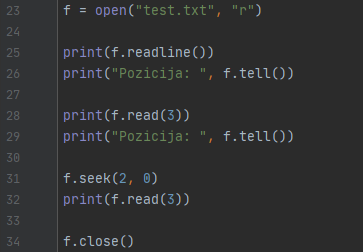 23 f = open("test.txt", "r")
24
25 print(f.readline())
26 print("Pozicija: ", f.tell())
27
28 print(f.read(3))
29 print("Pozicija: ", f.tell())
30
31 f.seek(2, 0)
32 print(f.read(3))
33
34 f.close()